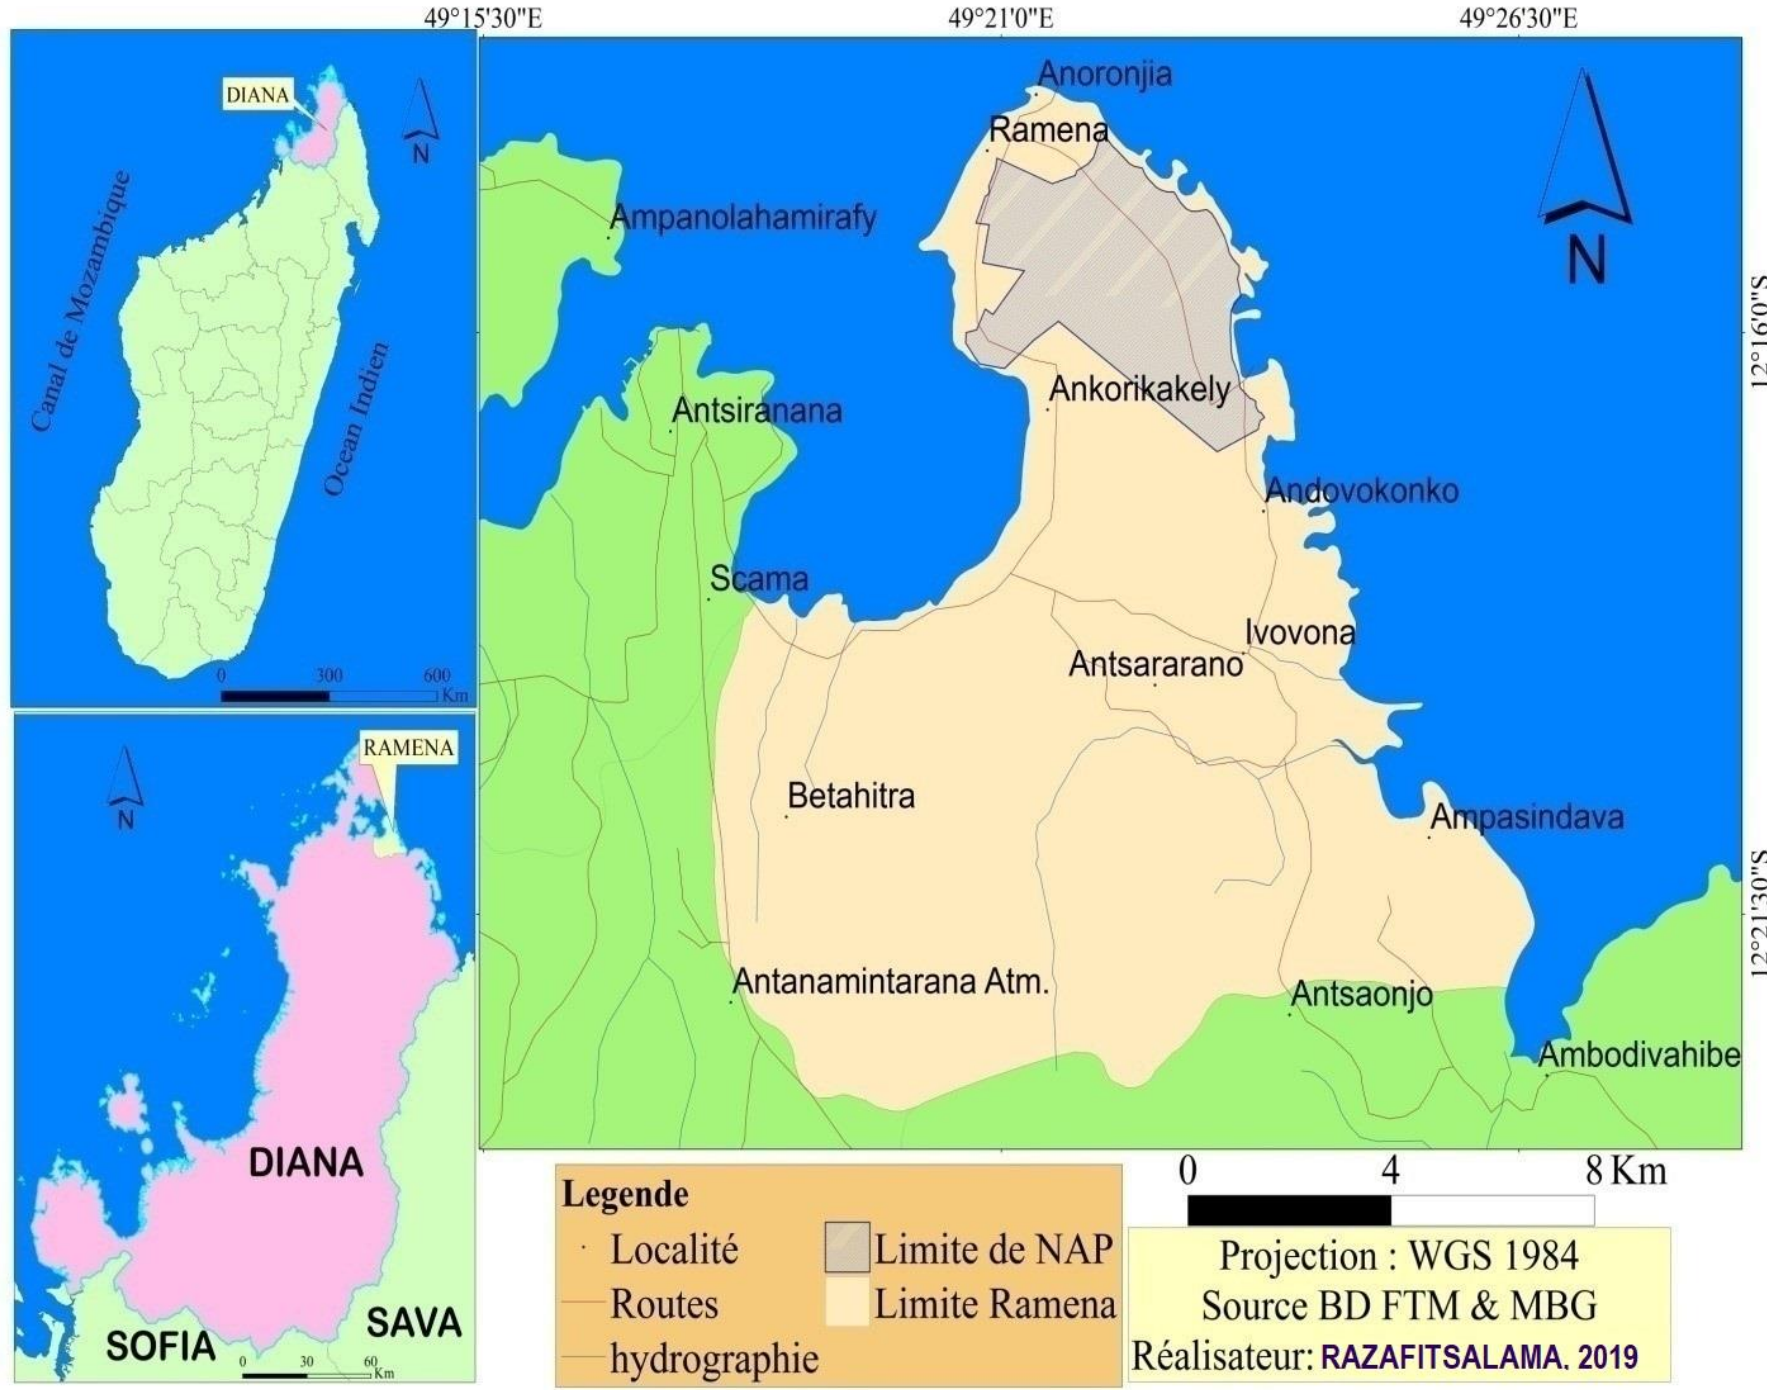 49°15'30"E
49°21'0"E
49°26'30"E
DIANA
N
Canal de Mozambique
Ocean Indien
0 300 600
Km
RAMENA
N
DIANA
SAVA
SOFIA
0 30 60
Km
Anoronjia
Ramena
Ampanolahamirafy
N
12°16'0"S
Ankorikakely
Antsiranana
Andovokonko
Scama
Ivovona
Antsararano
Betahitra
Ampasindava
12°21'30"S
Antanamintarana Atm.
Antsaonjo
Ambodivahibe
Legende
Localité
Limite de NAP
Routes
Limite Ramena
hydrographie
0 4 8 Km
Projection : WGS 1984
Source BD FTM & MBG
Réalisateur: RAZAFITSALAMA. 2019